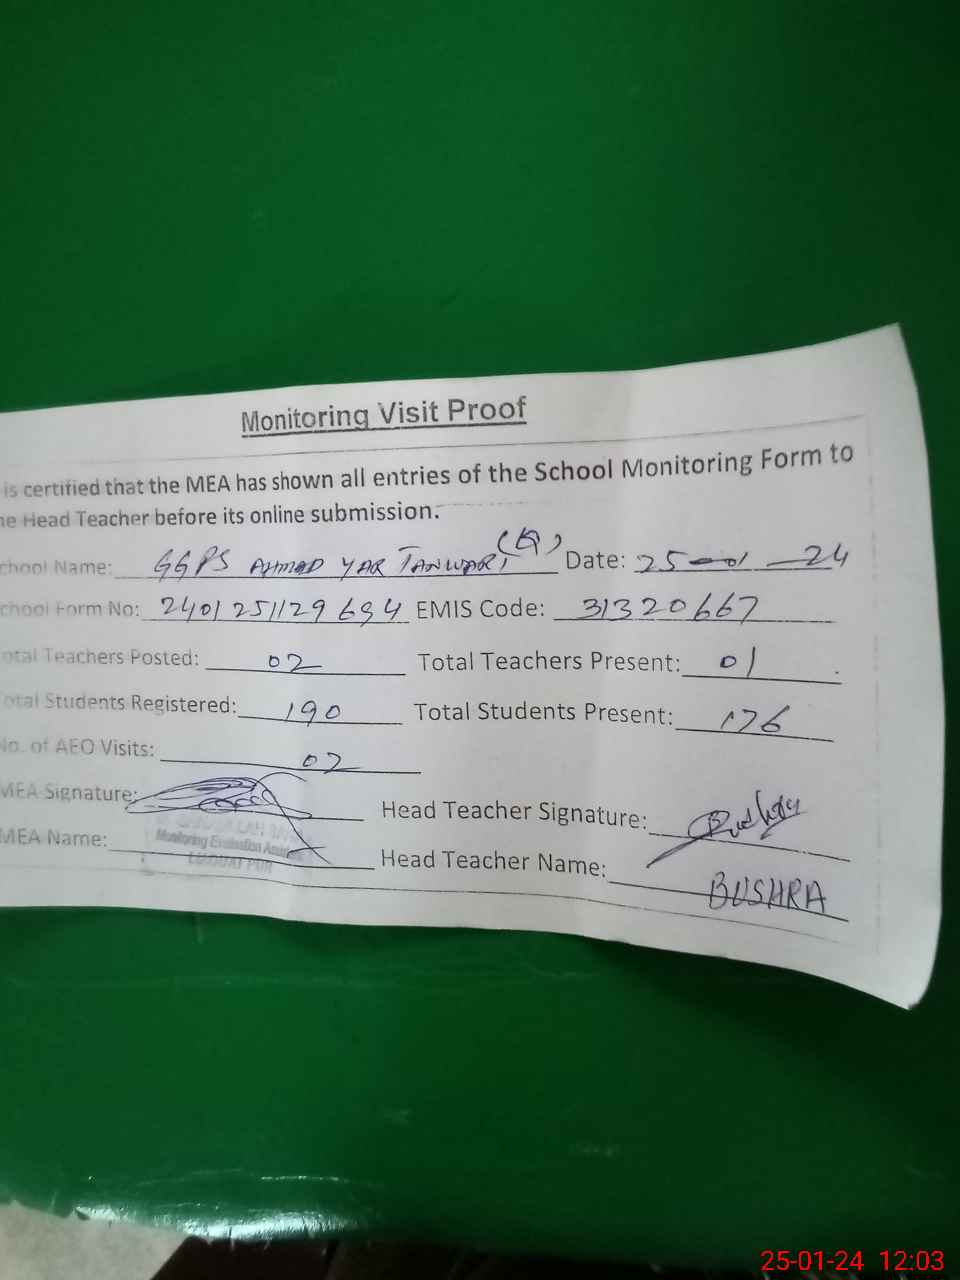 Monitoring Visit Proof
is certified that the MEA has shown all entries of the School Monitoring Form to
he Head Teacher before its online submission.
chool Name: GGPS AHMAD YAR TANWARI Date: 25-01-24
chool Form No: 2401251129694 EMIS Code: 31320667
otal Teachers Posted: 02 Total Teachers Present: 01
otal Students Registered: 190 Total Students Present: 176
No. of AEO Visits: 02
MEA Signature: Head Teacher Signature: Bushra
MEA Name: Monitoring Evaluation Head Teacher Name: BUSHRA
25-01-24 12:03